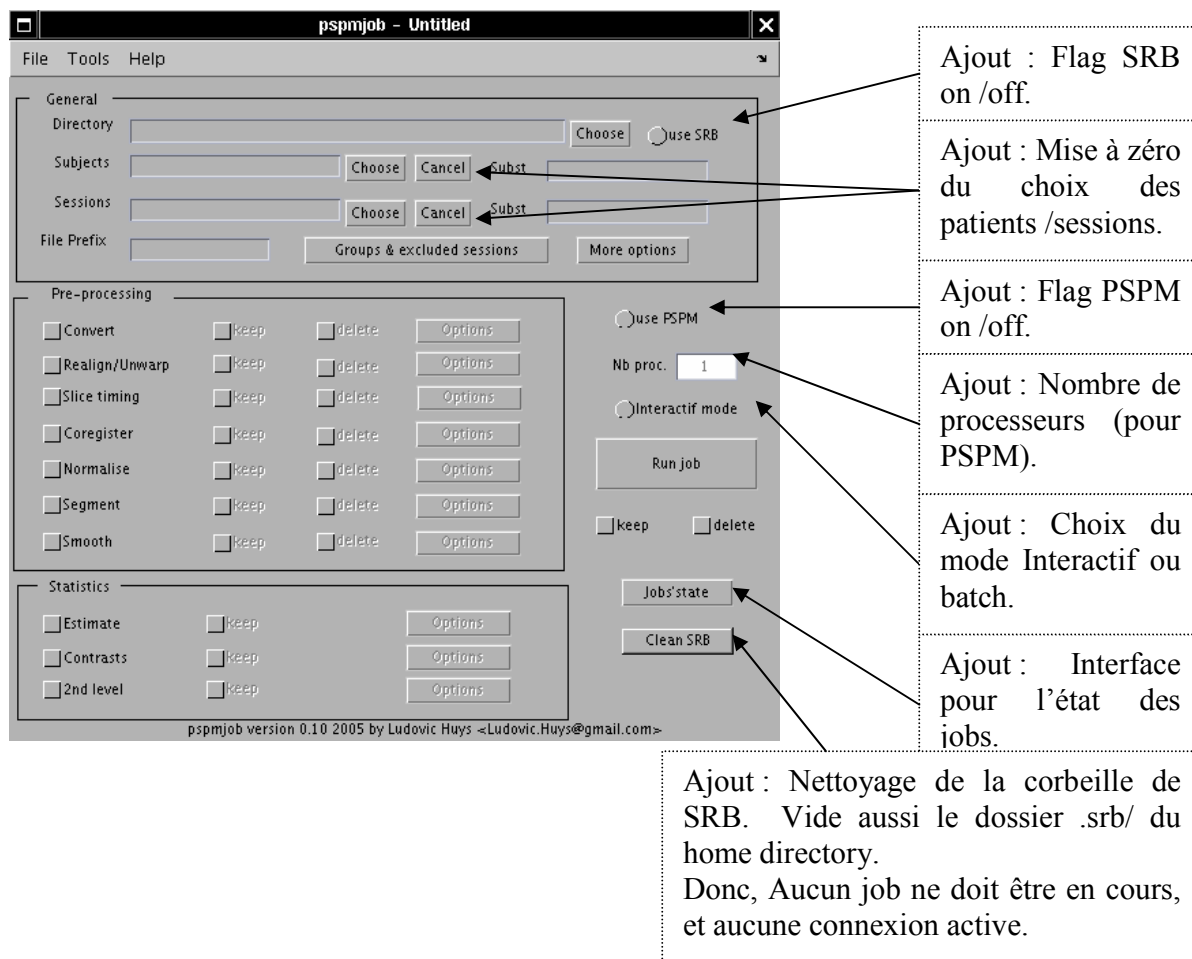 pspmjob - Untitled
File Tools Help
General
Directory Choose use SRB
Subjects Choose Cancel Subst
Sessions Choose Cancel Subst
File Prefix Groups & excluded sessions More options
Pre-processing
Convert keep delete Options
Realign/Unwarp keep delete Options
Slice timing keep delete Options
Coregister keep delete Options
Normalise keep delete Options
Segment keep delete Options
Smooth keep delete Options
use PSPM
Nb proc. 1
Interactif mode
Run job
keep delete
Statistics
Estimate keep Options
Contrasts keep Options
2nd level keep Options
Jobs'state
Clean SRB
pspmjob version 0.10 2005 by Ludovic Huys <Ludovic.Huys@gmail.com>
Ajout : Flag SRB
on /off.
Ajout : Mise à zéro
du choix des
patients /sessions.
Ajout : Flag PSPM
on /off.
Ajout : Nombre de
processeurs (pour
PSPM).
Ajout : Choix du
mode Interactif ou
batch.
Ajout : Interface
pour l'état des
jobs.
Ajout : Nettoyage de la corbeille de
SRB. Vide aussi le dossier .srb/ du
home directory.
Donc, Aucun job ne doit être en cours,
et aucune connexion active.